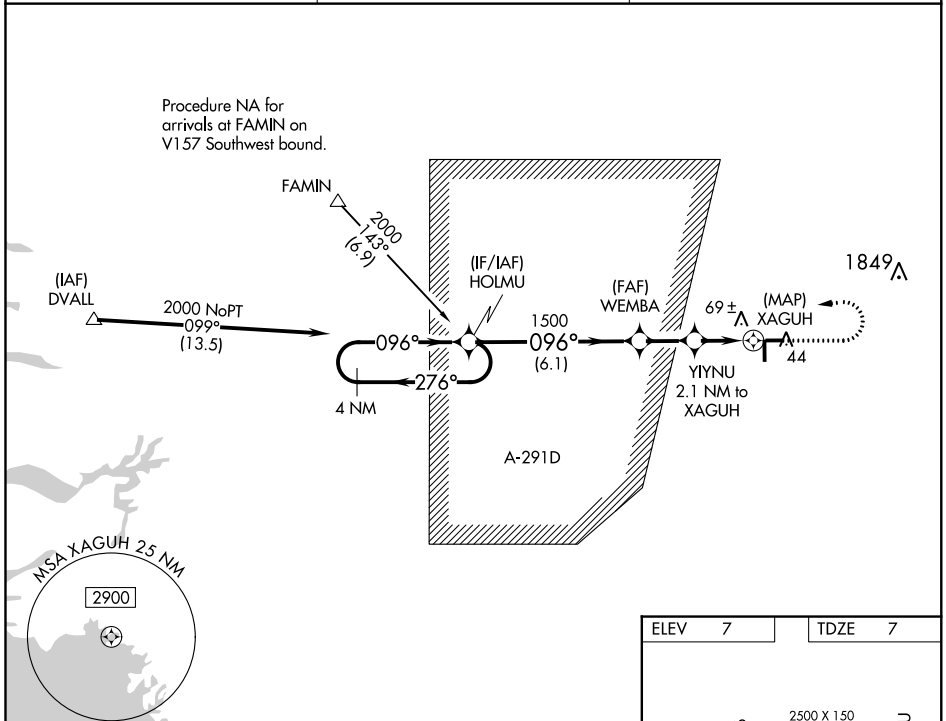 Procedure NA for
arrivals at FAMIN on
V157 Southwest bound.
FAMIN
2000
143°
(6.9)
(IAF)
DVALL
2000 NoPT
099°
(13.5)
(IF/IAF)
HOLMU
096°
276°
4 NM
1500
096°
(6.1)
(FAF)
WEMBA
69 ±
(MAP)
XAGUH
1849
44
YIYNU
2.1 NM to
XAGUH
A-291D
MSA XAGUH 25 NM
2900
ELEV 7
TDZE 7
2500 X 150